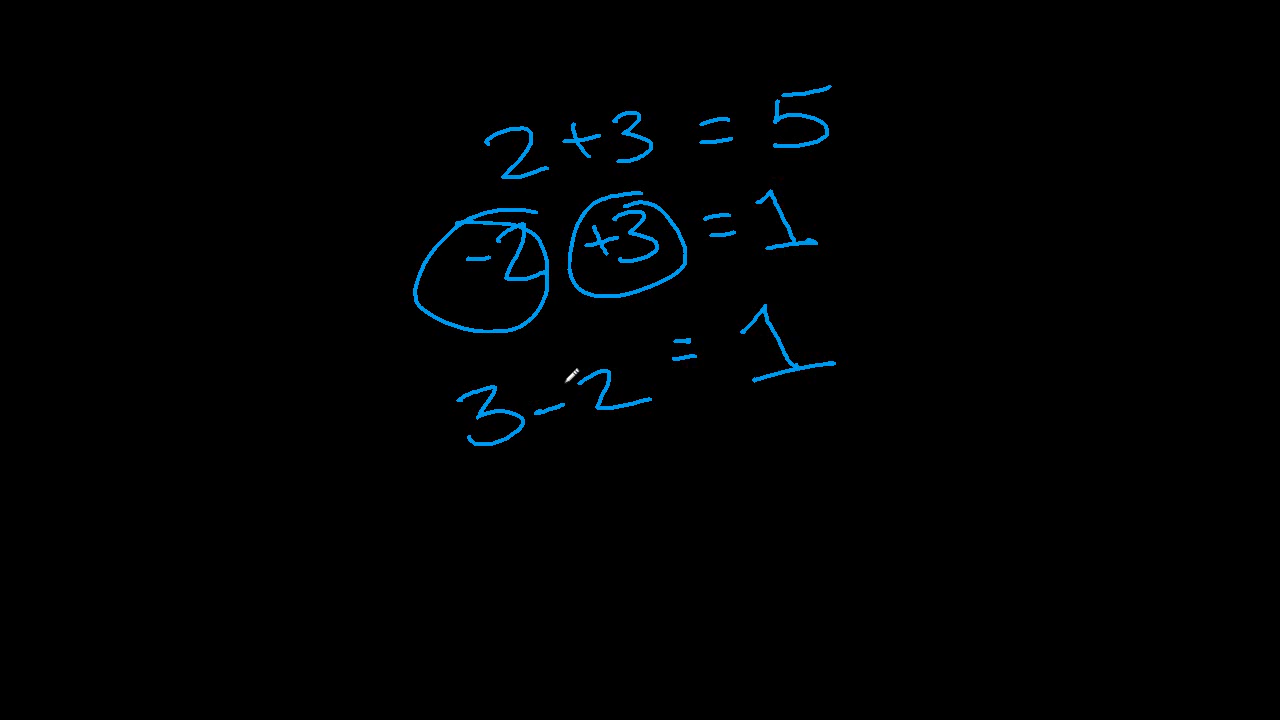 2+3 = 5
-2 +3 = 1
3-2 = 1